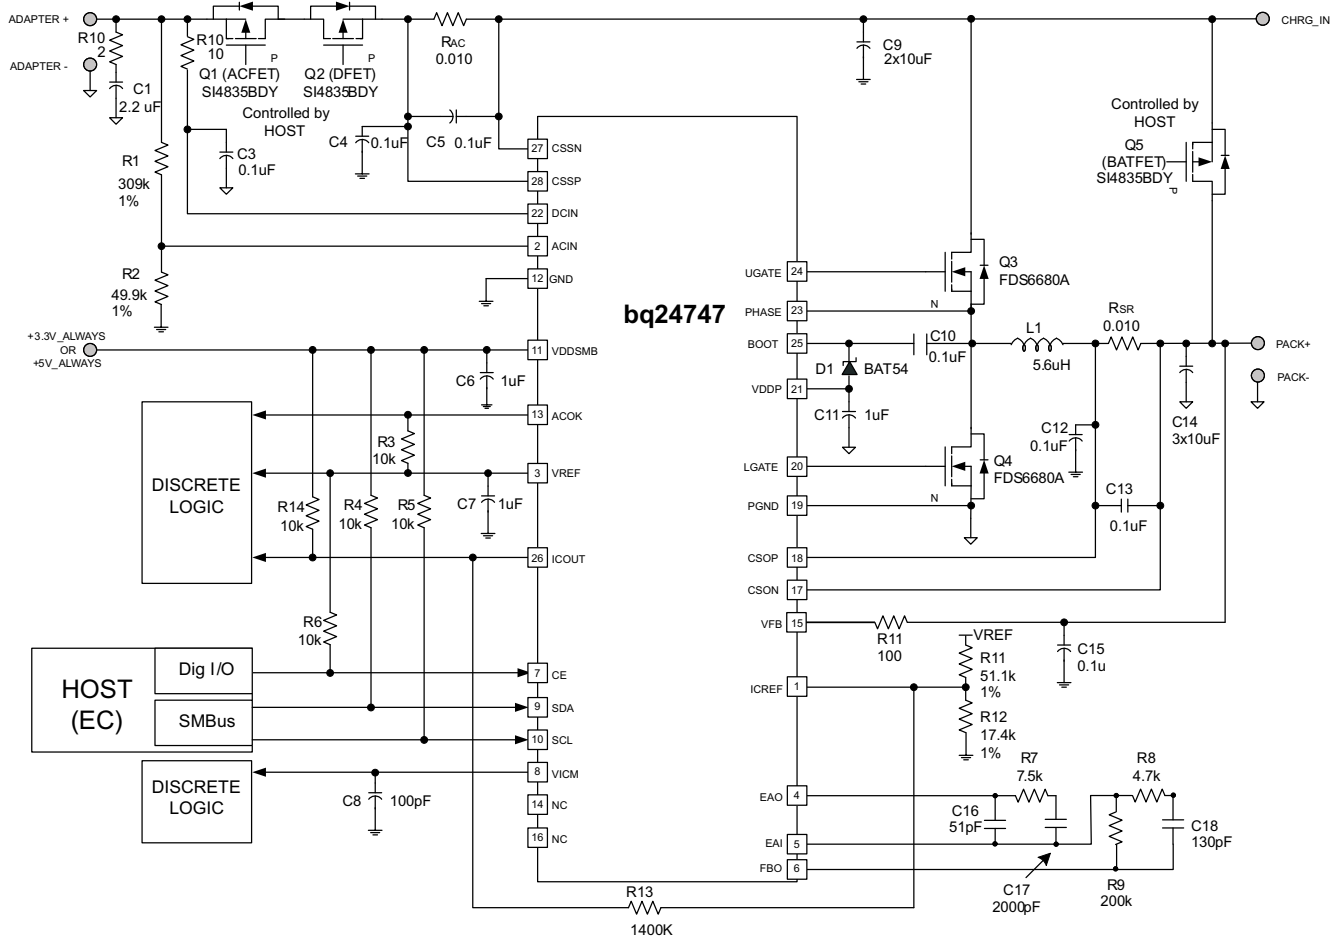 ADAPTER +
R10
2
ADAPTER -
C1
2.2 uF
R10
10
P
Q1 (ACFET)
SI4835BDY
P
Q2 (DFET)
SI4835BDY
Controlled by
HOST
RAC
0.010
C9
2x10uF
CHRG_IN
Controlled by
HOST
Q5
(BATFET)
SI4835BDY
P
C3
0.1uF
C4
0.1uF
C5
0.1uF
R1
309k
1%
R2
49.9k
1%
27
CSSN
28
CSSP
22
DCIN
2
ACIN
12
GND
+3.3V_ALWAYS
OR
+5V_ALWAYS
11
VDDSMB
C6
1uF
13
ACOK
R3
10k
3
VREF
C7
1uF
R14
10k
R4
10k
R5
10k
26
ICOUT
DISCRETE
LOGIC
R6
10k
HOST
(EC)
Dig I/O
SMBus
7
CE
9
SDA
10
SCL
DISCRETE
LOGIC
8
VICM
C8
100pF
14
NC
16
NC
R13
1400K
bq24747
UGATE
24
Q3
FDS6680A
N
PHASE
23
BOOT
25
C10
0.1uF
L1
5.6uH
RSR
0.010
PACK+
PACK-
D1
BAT54
VDDP
21
C11
1uF
C12
0.1uF
C14
3x10uF
LGATE
20
Q4
FDS6680A
N
PGND
19
C13
0.1uF
CSOP
18
CSON
17
VFB
15
R11
100
C15
0.1u
VREF
R11
51.1k
1%
ICREF
1
R12
17.4k
1%
R7
7.5k
R8
4.7k
EAO
4
C16
51pF
C18
130pF
EAI
5
FBO
6
C17
2000pF
R9
200k